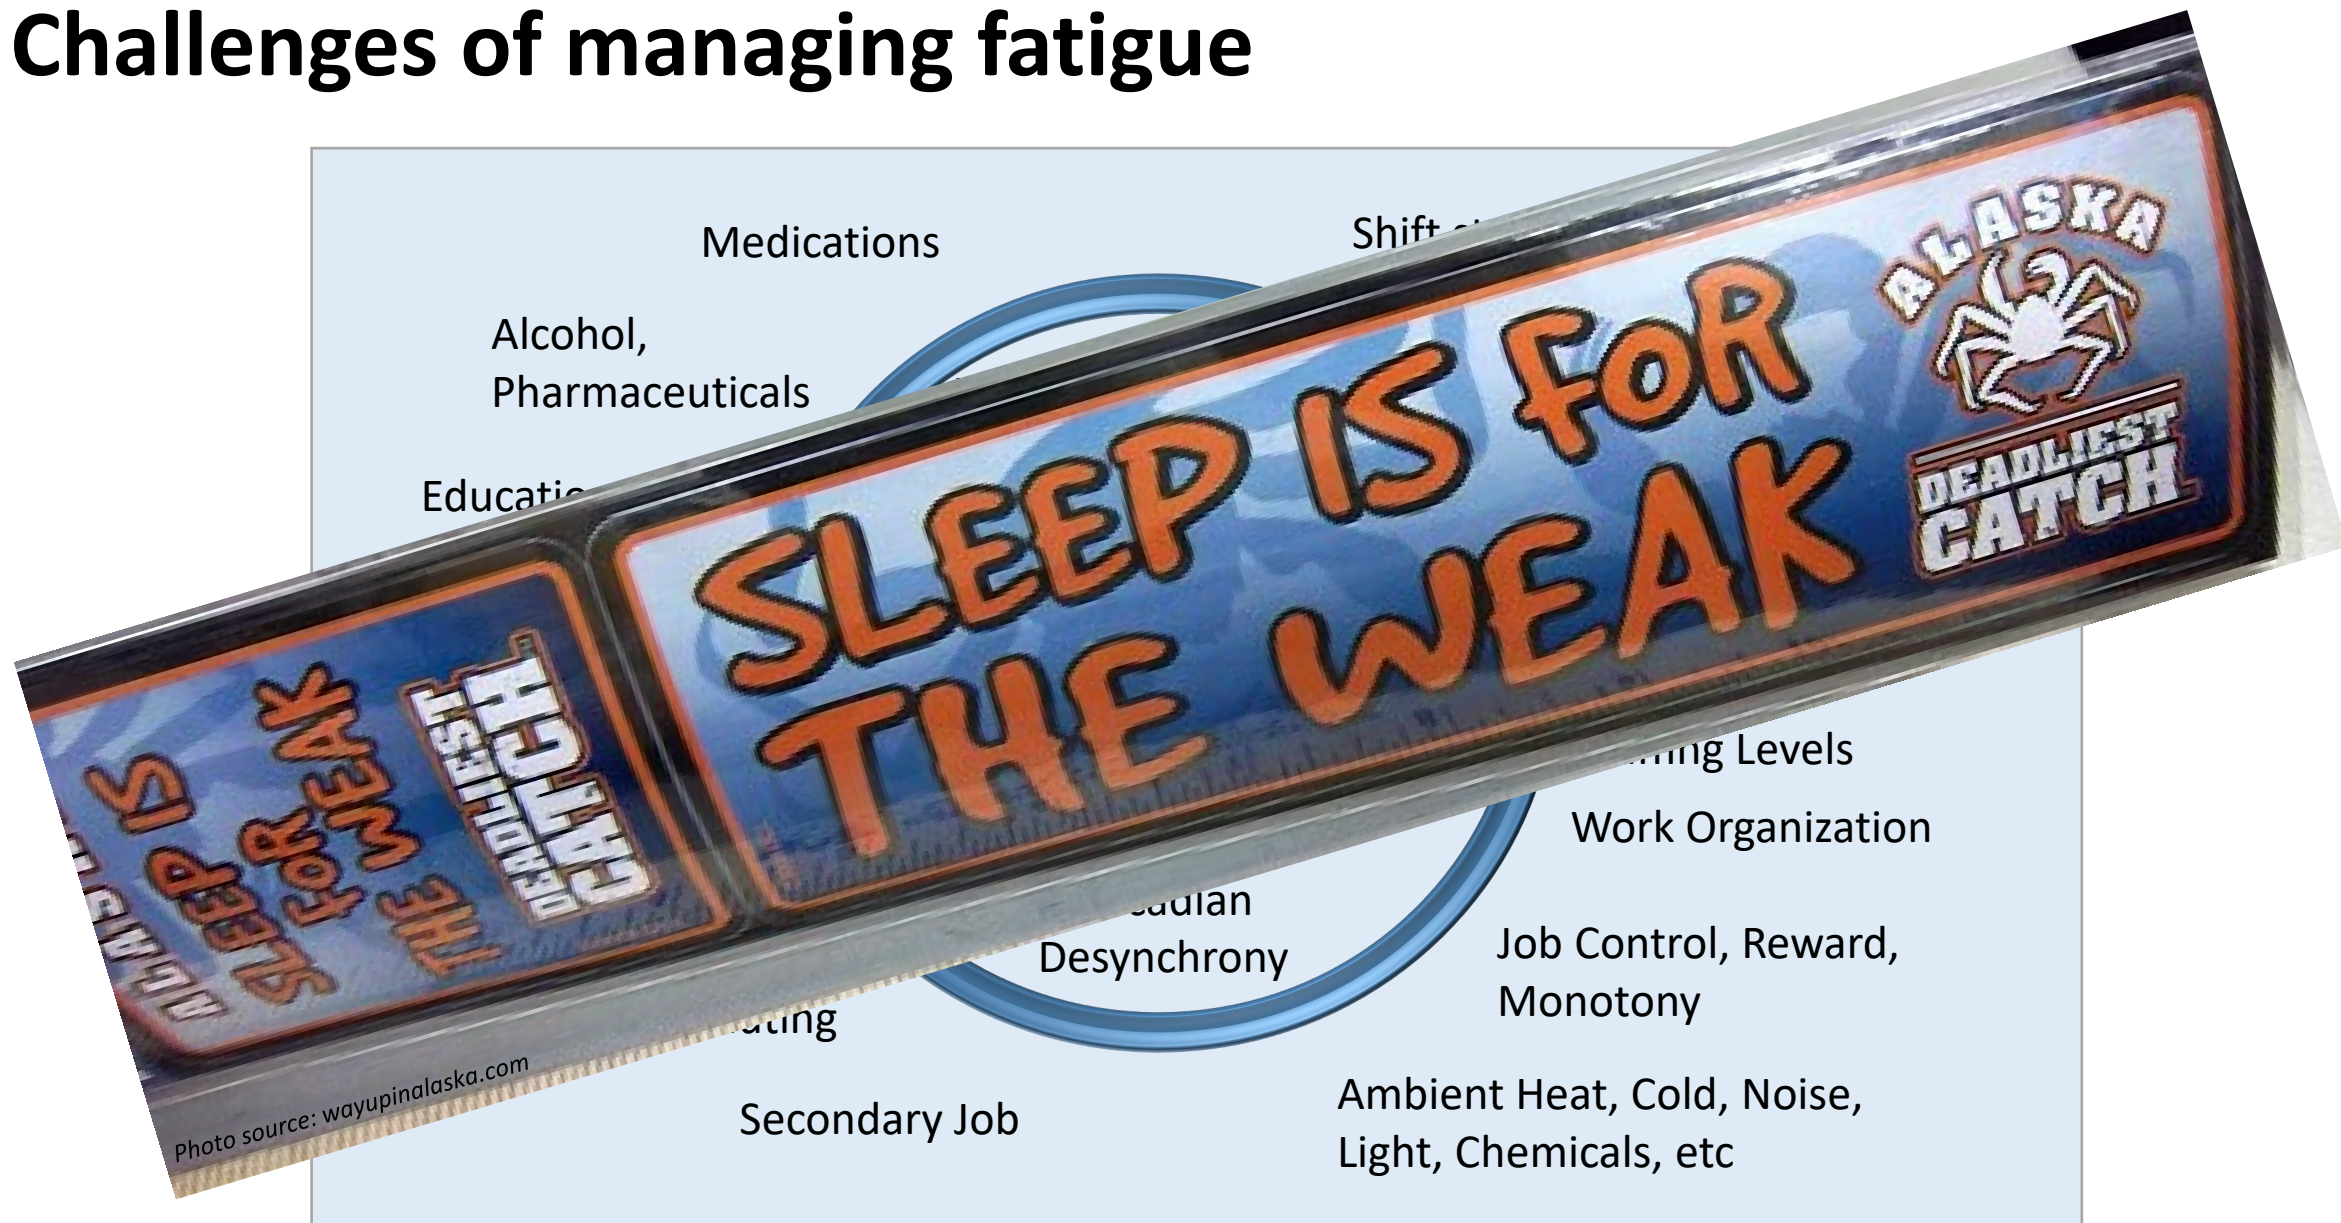 Challenges of managing fatigue
Medications
Shift
Alcohol,
Pharmaceuticals
ALASKA
SLEEP IS FOR
THE WEAK
DEADLIEST
CATCH
SLEEP IS
FOR
THE WEAK
DEADLIEST
CATCH
Levels
Work Organization
Desynchrony
Job Control, Reward,
Monotony
Photo source: wayupinalaska.com
Secondary Job
Ambient Heat, Cold, Noise,
Light, Chemicals, etc